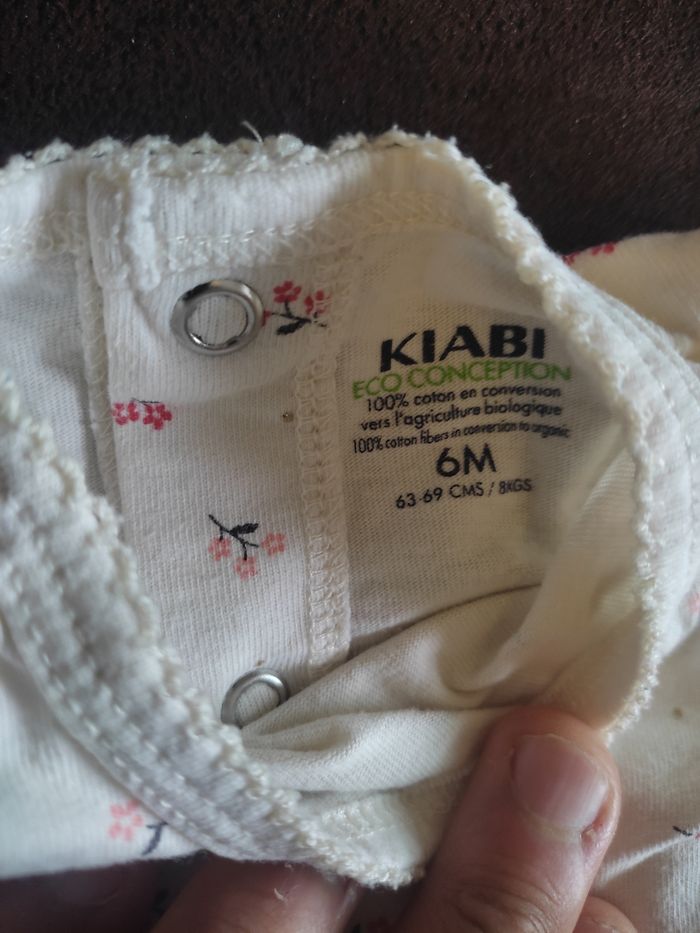 KIABI
ECO CONCEPTION
100% coton en conversion
vers l'agriculture biologique
100% cotton fibers in conversion to organic
6M
63-69 CMS / 8KGS